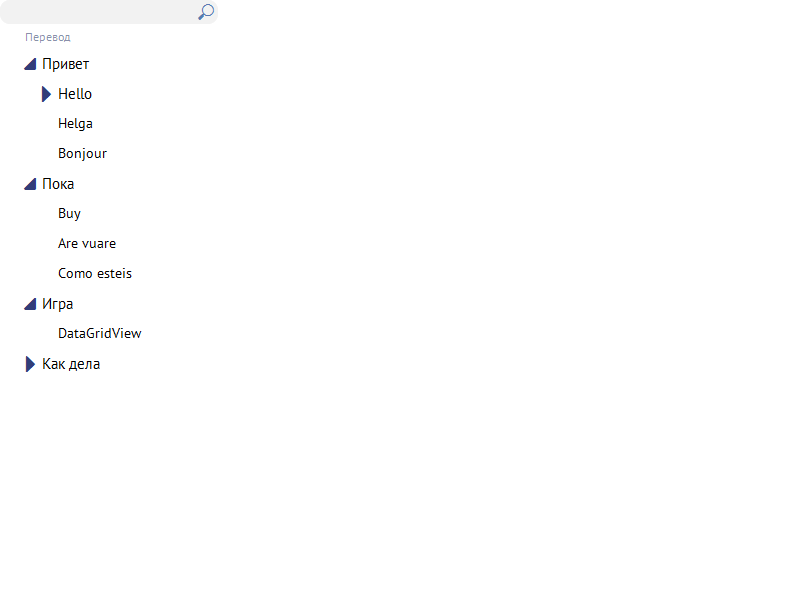 Перевод
Привет
Hello
Helga
Bonjour
Пока
Buy
Are vuare
Como esteis
Игра
DataGridView
Как дела